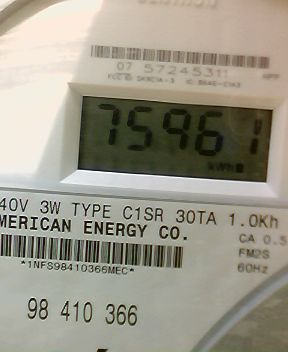 07 57245311
75961
kWh
40V 3W TYPE C1SR 30TA 1.0Kh
MERICAN ENERGY CO.
CA 0.5
FM2S
60Hz
*1NFS98410366MEC*
98 410 366